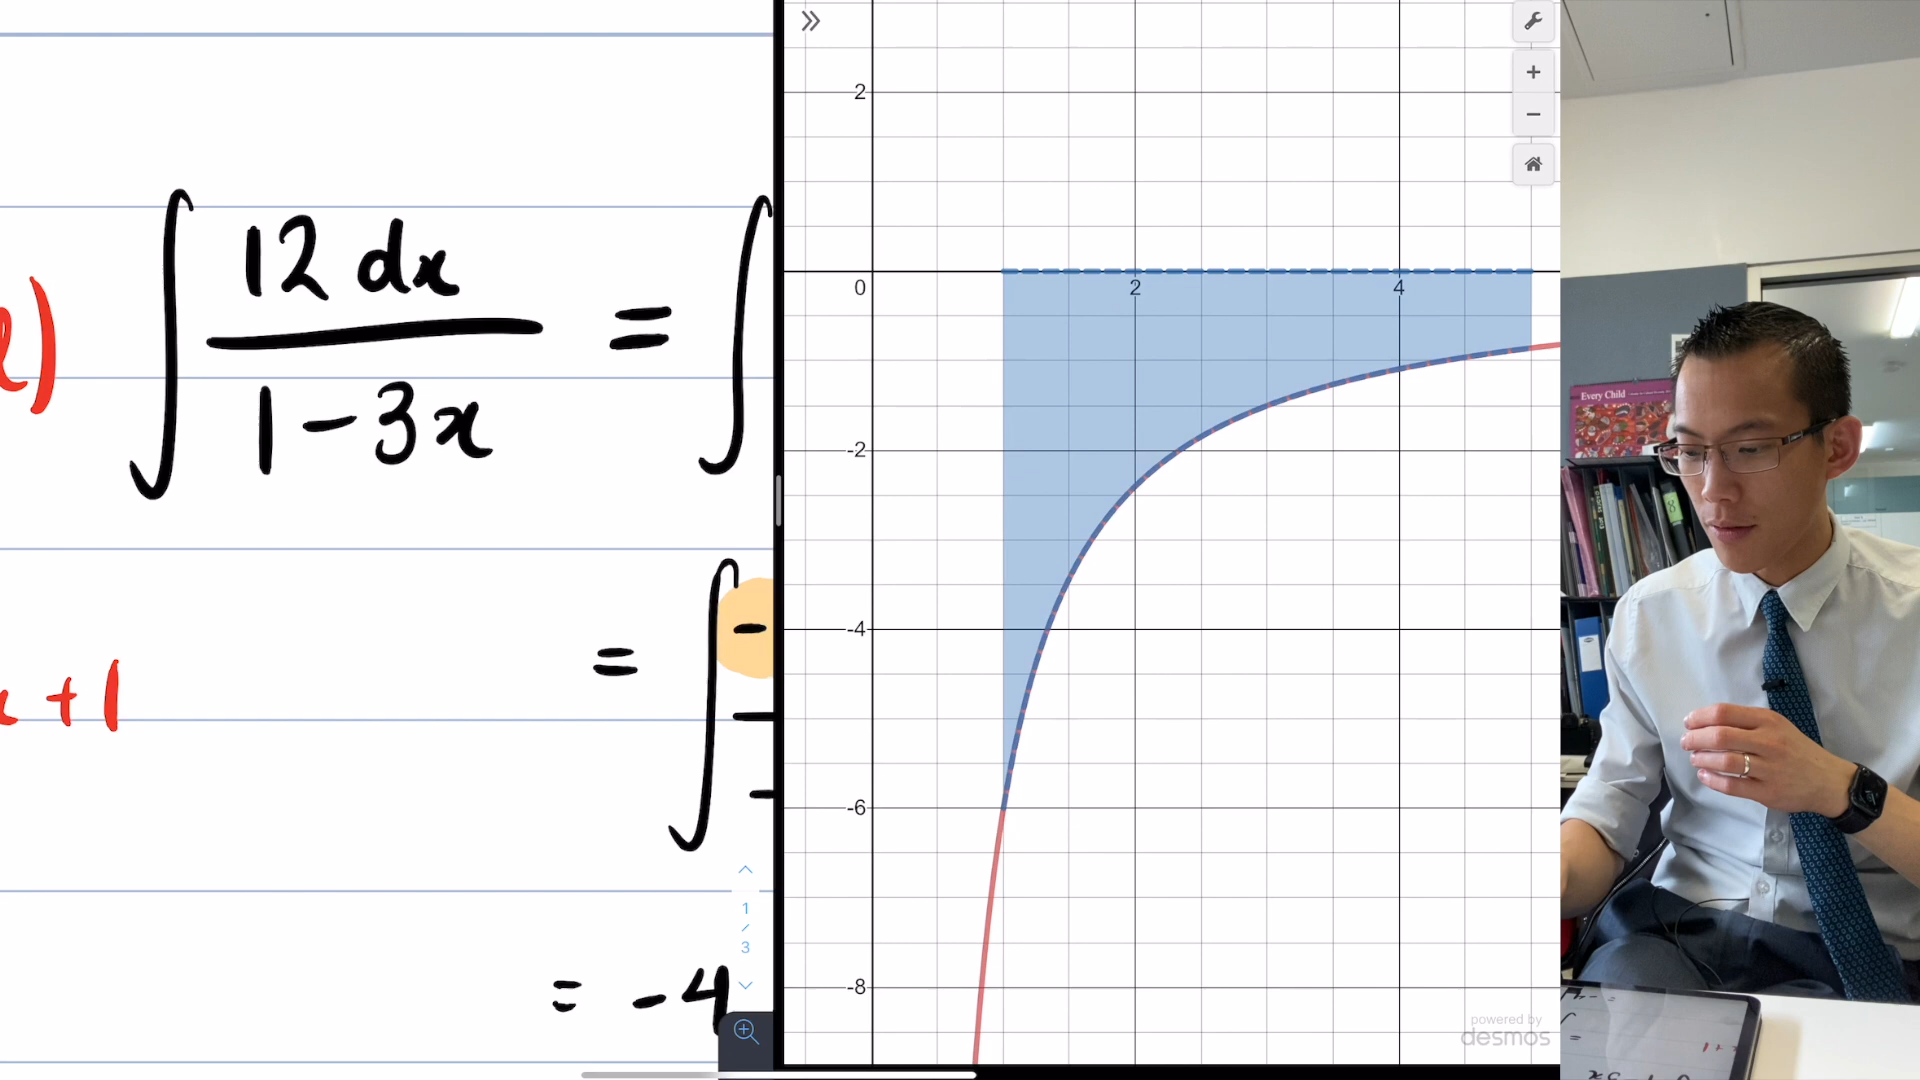 ∫ 12 dx / 1 - 3x = ∫
= ∫ -
x + 1
= -4
1 / 3
2
0
2
4
-2
-4
-6
-8
powered by
desmos
Every Child